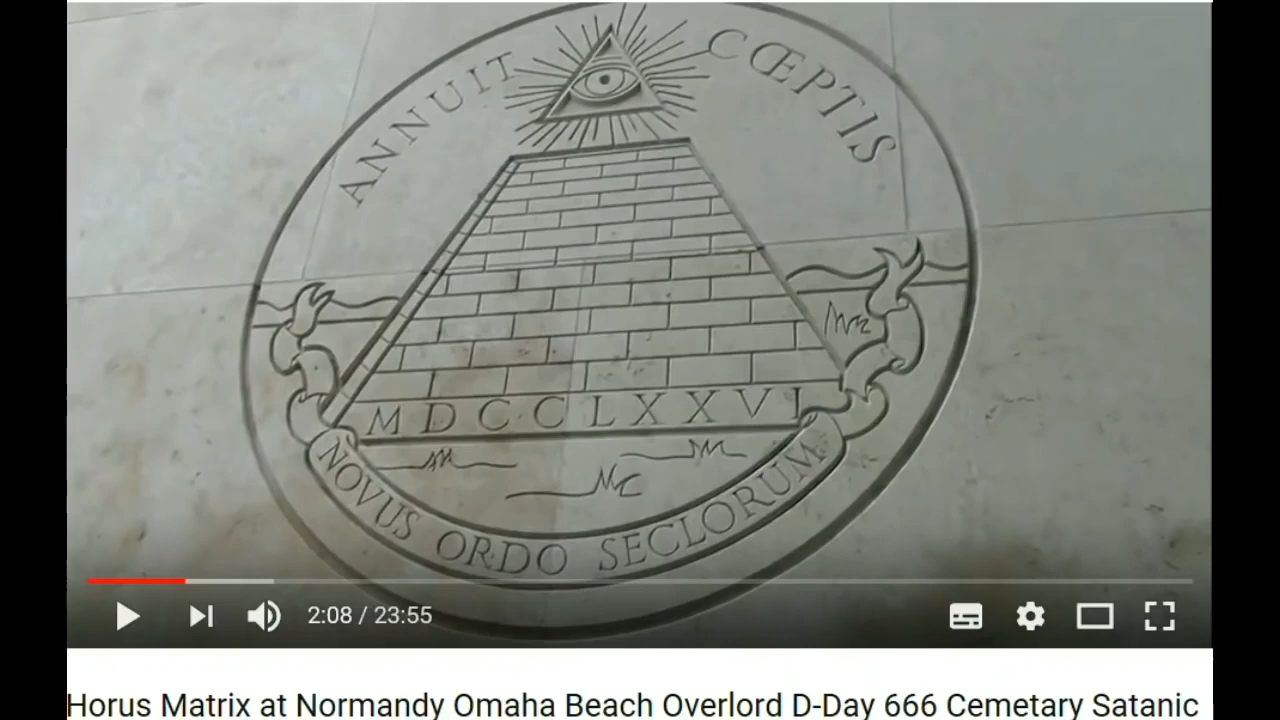 ANNUIT CŒPTIS
MDCCLXXVI
NOVUS ORDO SECLORUM
2:08 / 23:55
Horus Matrix at Normandy Omaha Beach Overlord D-Day 666 Cemetary Satanic